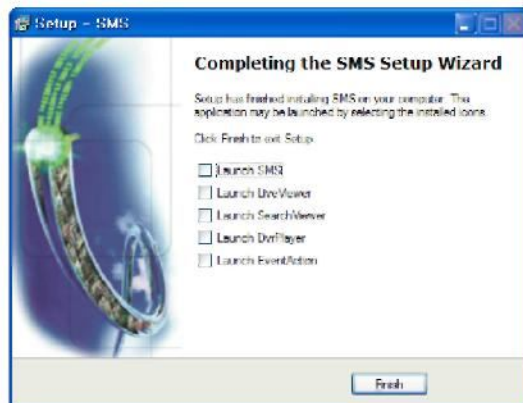 Setup - SMS
Completing the SMS Setup Wizard
Setup has finished installing SMS on your computer. The
application may be launched by selecting the installed icons.
Click Finish to exit Setup.
Launch SMS
Launch LiveViewer
Launch SearchViewer
Launch DvrPlayer
Launch EventAction
Finish